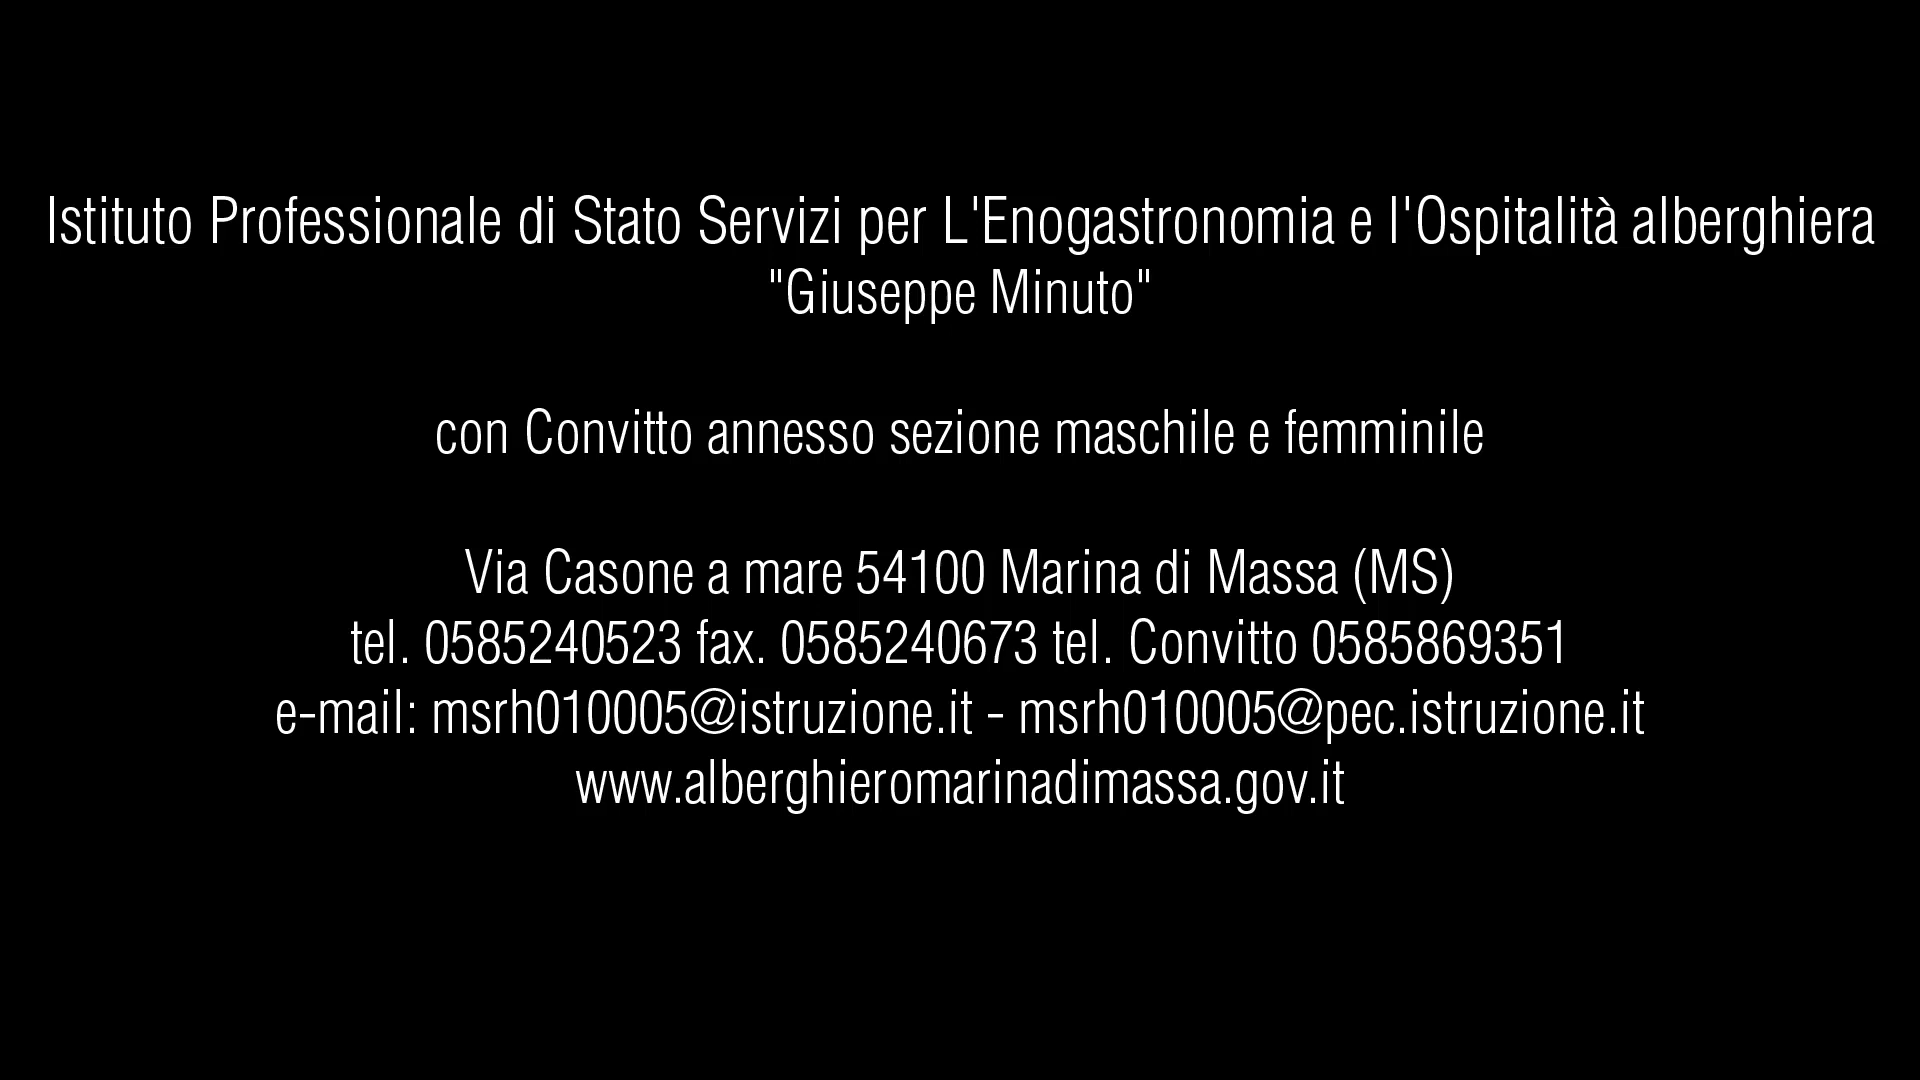 Istituto Professionale di Stato Servizi per L'Enogastronomia e l'Ospitalità alberghiera
"Giuseppe Minuto"
con Convitto annesso sezione maschile e femminile
Via Casone a mare 54100 Marina di Massa (MS)
tel. 0585240523 fax. 0585240673 tel. Convitto 0585869351
e-mail: msrh010005@istruzione.it - msrh010005@pec.istruzione.it
www.alberghieromarinadimassa.gov.it